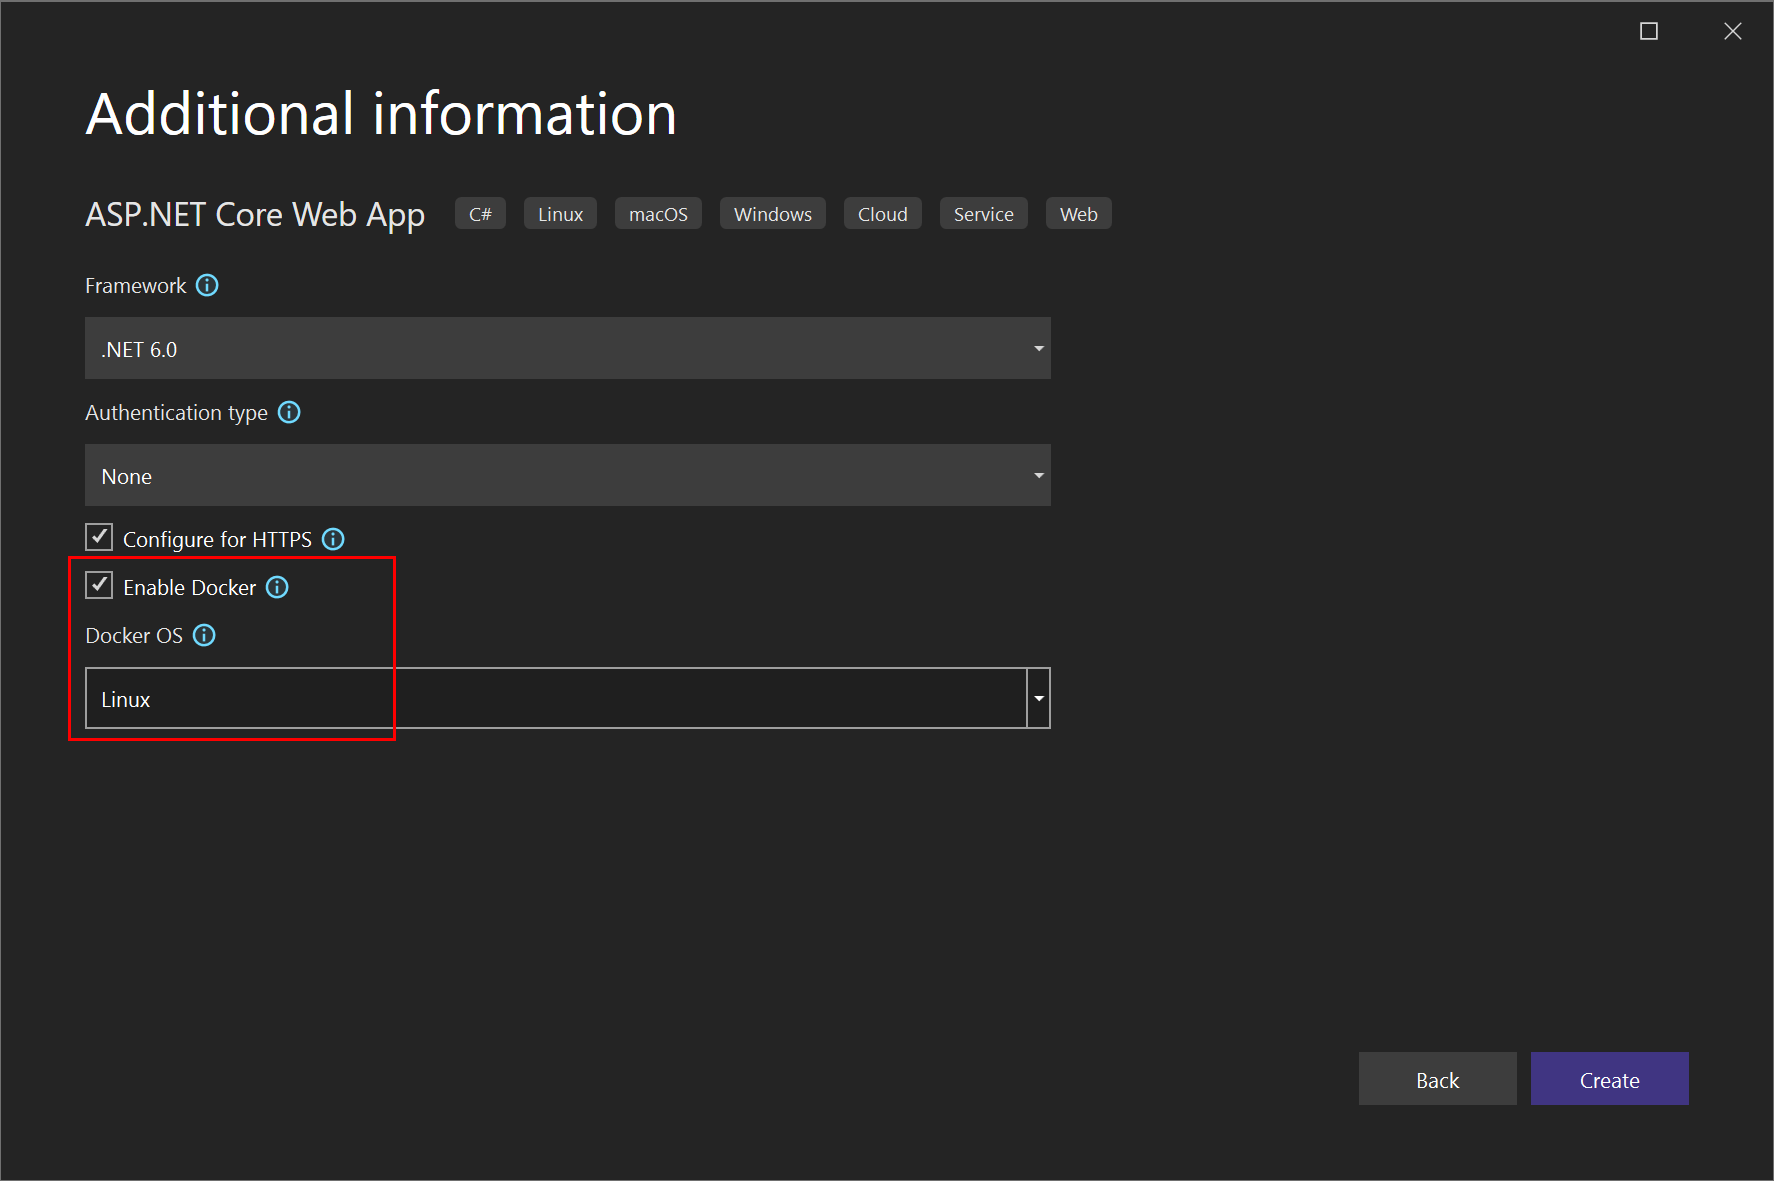 Additional information
ASP.NET Core Web App C# Linux macOS Windows Cloud Service Web
Framework
.NET 6.0
Authentication type
None
Configure for HTTPS
Enable Docker
Docker OS
Linux
Back Create